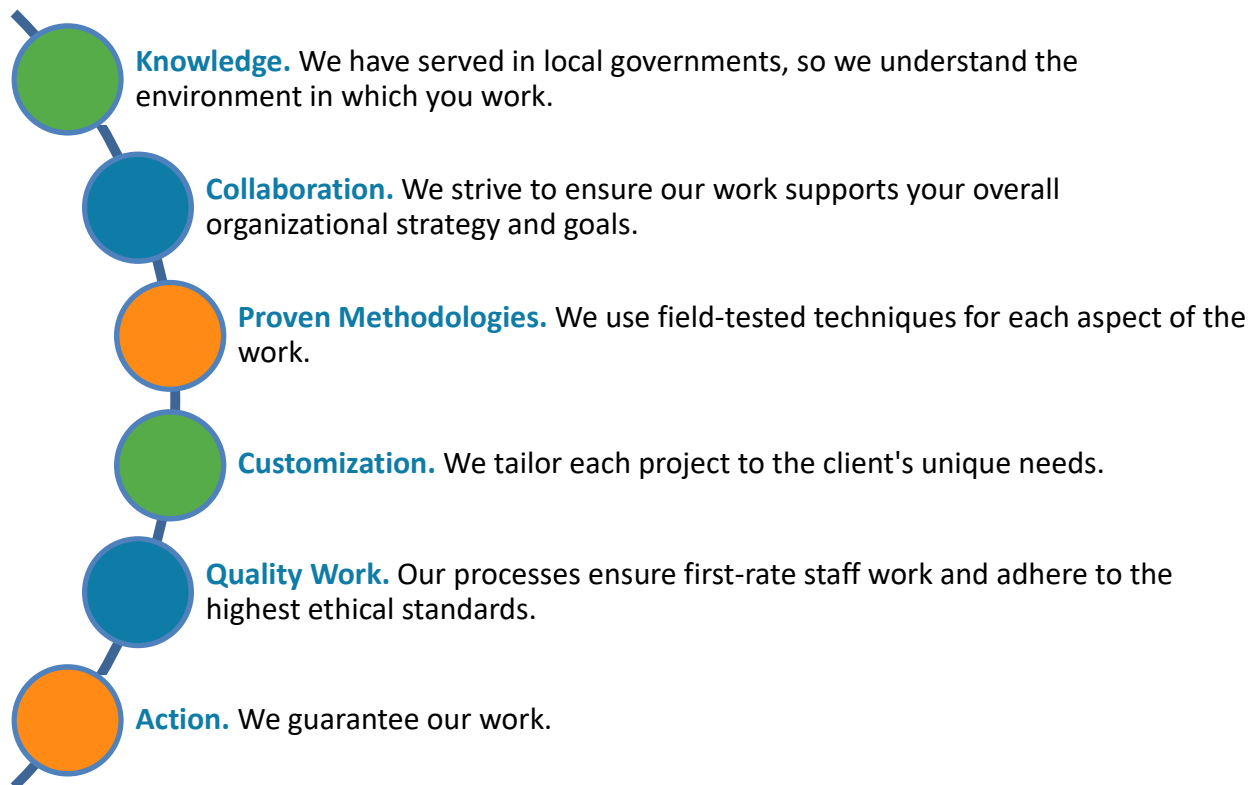 Knowledge. We have served in local governments, so we understand the
environment in which you work.
Collaboration. We strive to ensure our work supports your overall
organizational strategy and goals.
Proven Methodologies. We use field-tested techniques for each aspect of the
work.
Customization. We tailor each project to the client's unique needs.
Quality Work. Our processes ensure first-rate staff work and adhere to the
highest ethical standards.
Action. We guarantee our work.